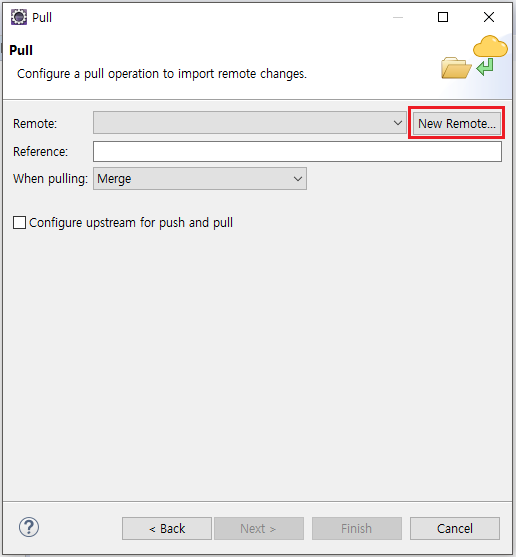 Pull
Pull
Configure a pull operation to import remote changes.
Remote:
New Remote...
Reference:
When pulling: Merge
Configure upstream for push and pull
? < Back Next > Finish Cancel